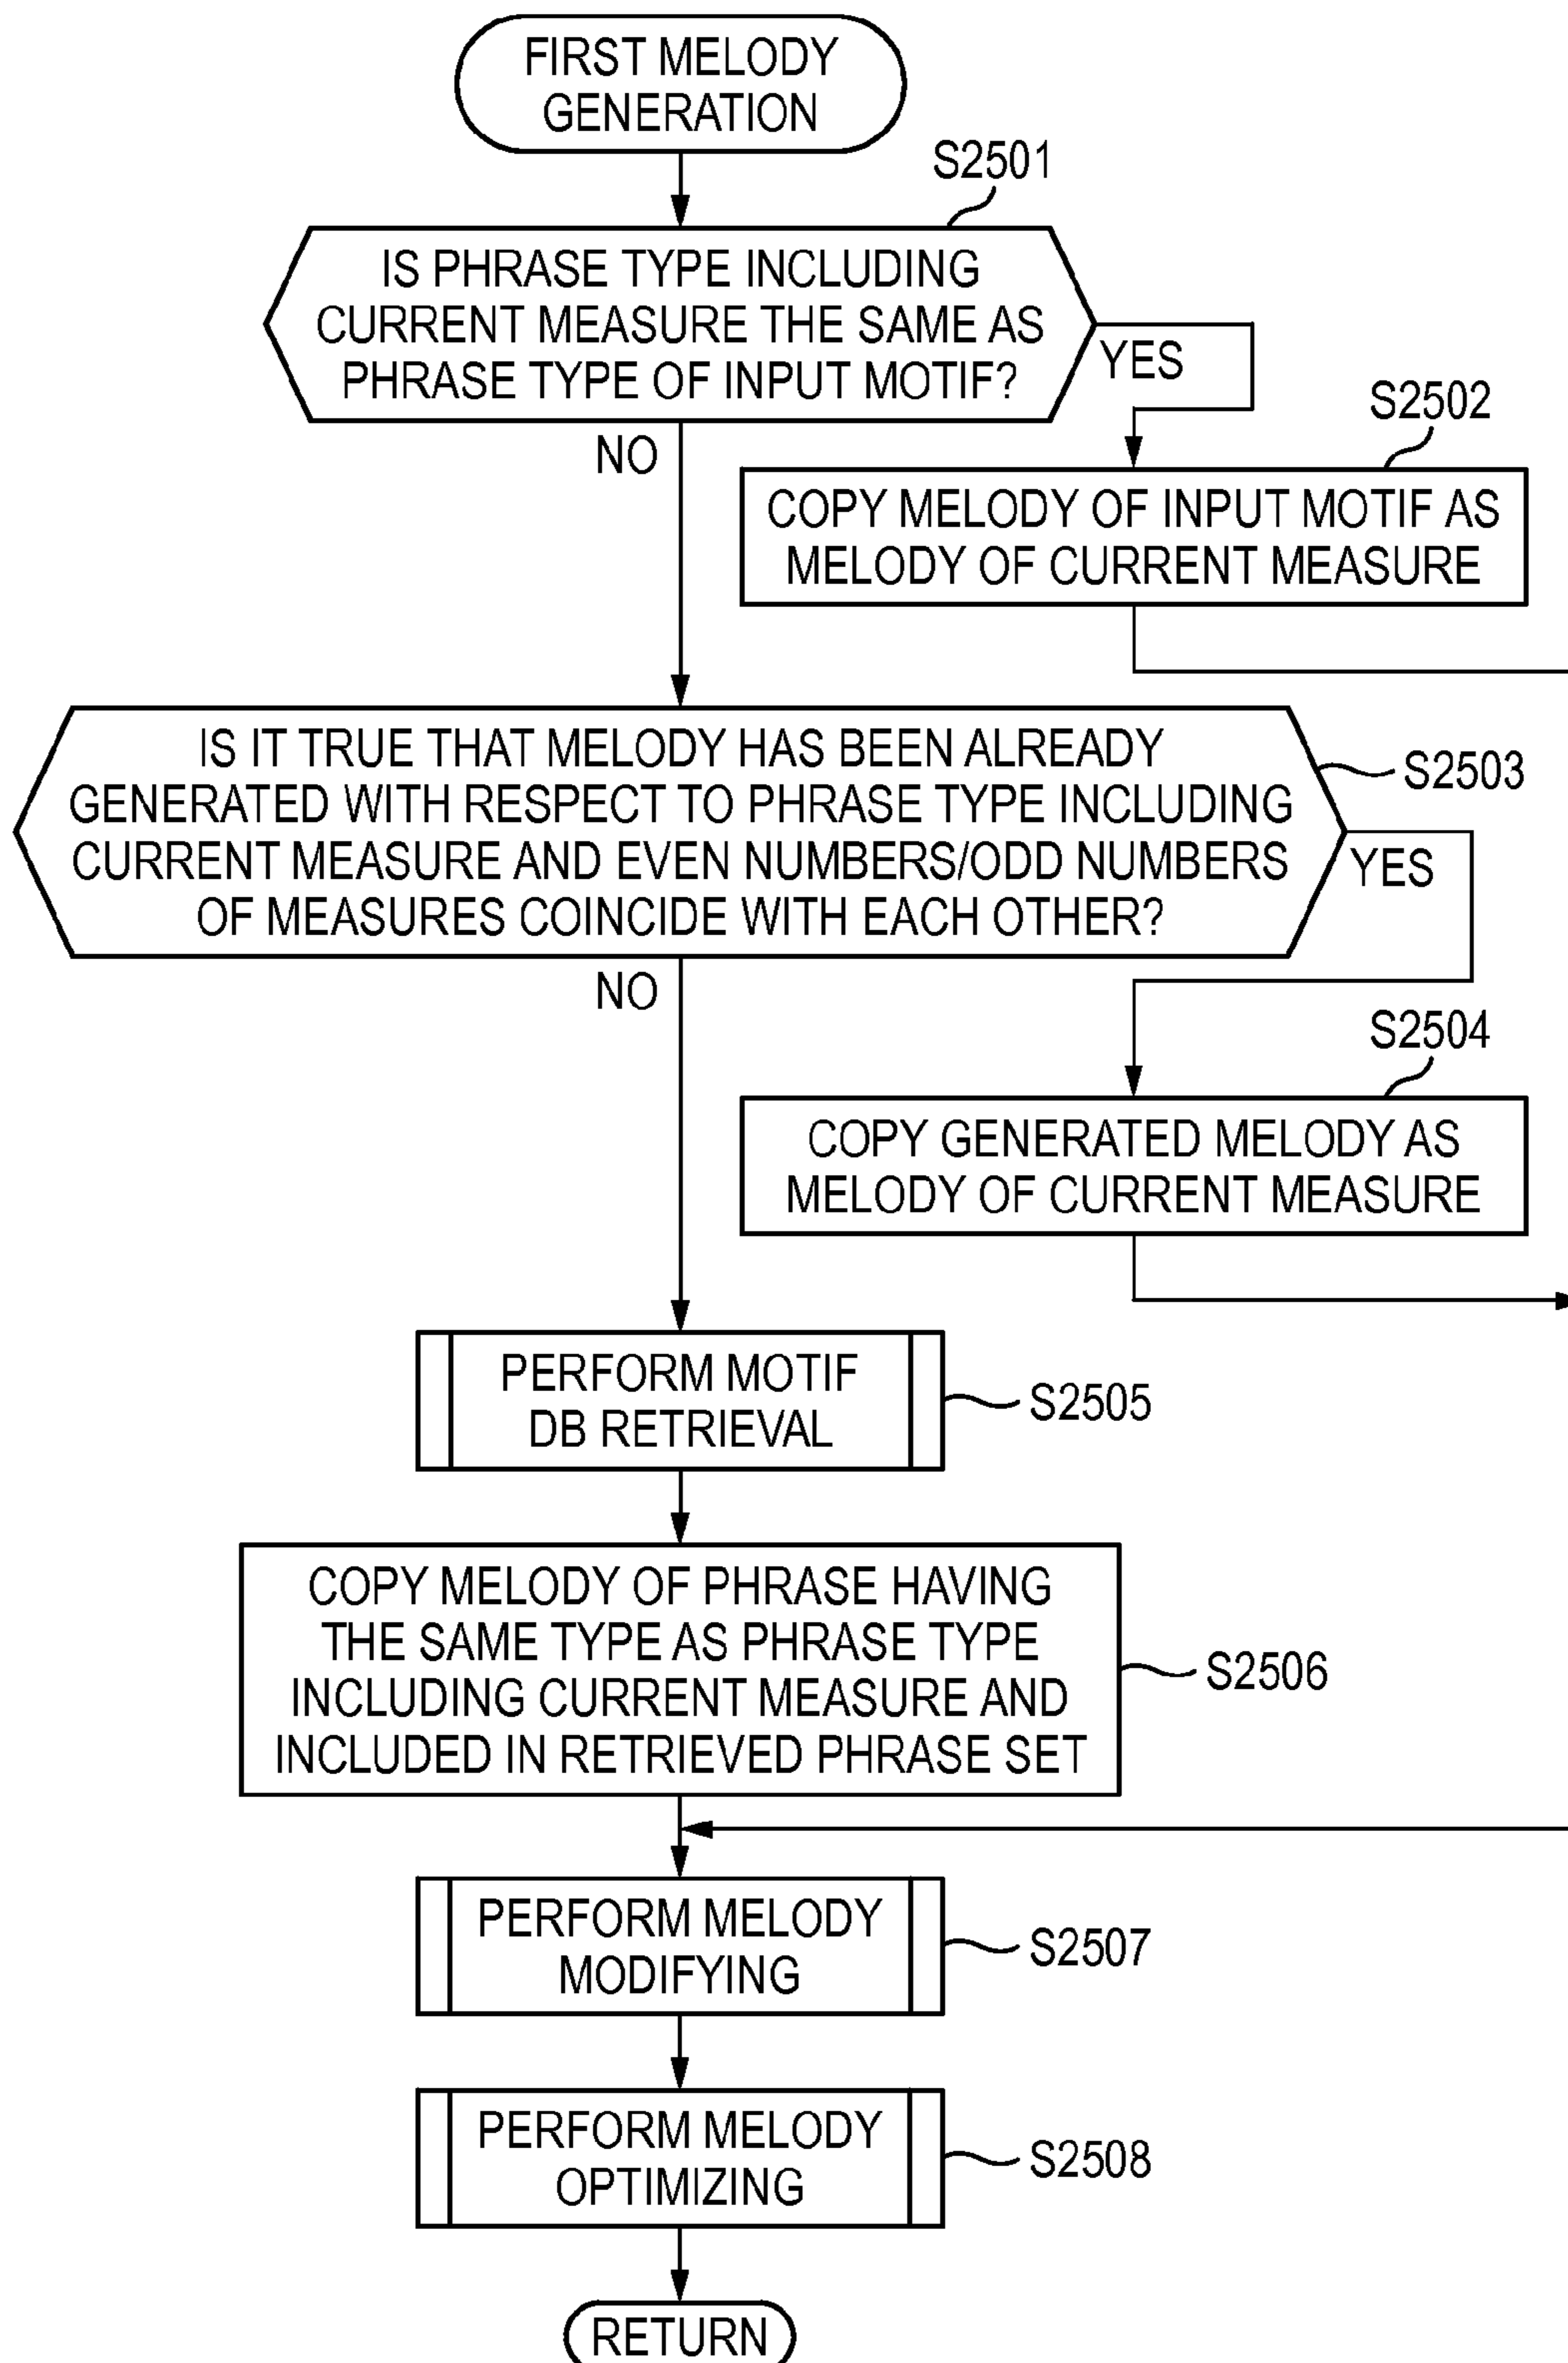 FIRST MELODY
GENERATION
S2501
IS PHRASE TYPE INCLUDING
CURRENT MEASURE THE SAME AS
PHRASE TYPE OF INPUT MOTIF?
YES
NO
S2502
COPY MELODY OF INPUT MOTIF AS
MELODY OF CURRENT MEASURE
IS IT TRUE THAT MELODY HAS BEEN ALREADY
GENERATED WITH RESPECT TO PHRASE TYPE INCLUDING
CURRENT MEASURE AND EVEN NUMBERS/ODD NUMBERS
OF MEASURES COINCIDE WITH EACH OTHER?
S2503
YES
NO
S2504
COPY GENERATED MELODY AS
MELODY OF CURRENT MEASURE
PERFORM MOTIF
DB RETRIEVAL
S2505
COPY MELODY OF PHRASE HAVING
THE SAME TYPE AS PHRASE TYPE
INCLUDING CURRENT MEASURE AND
INCLUDED IN RETRIEVED PHRASE SET
S2506
PERFORM MELODY
MODIFYING
S2507
PERFORM MELODY
OPTIMIZING
S2508
RETURN